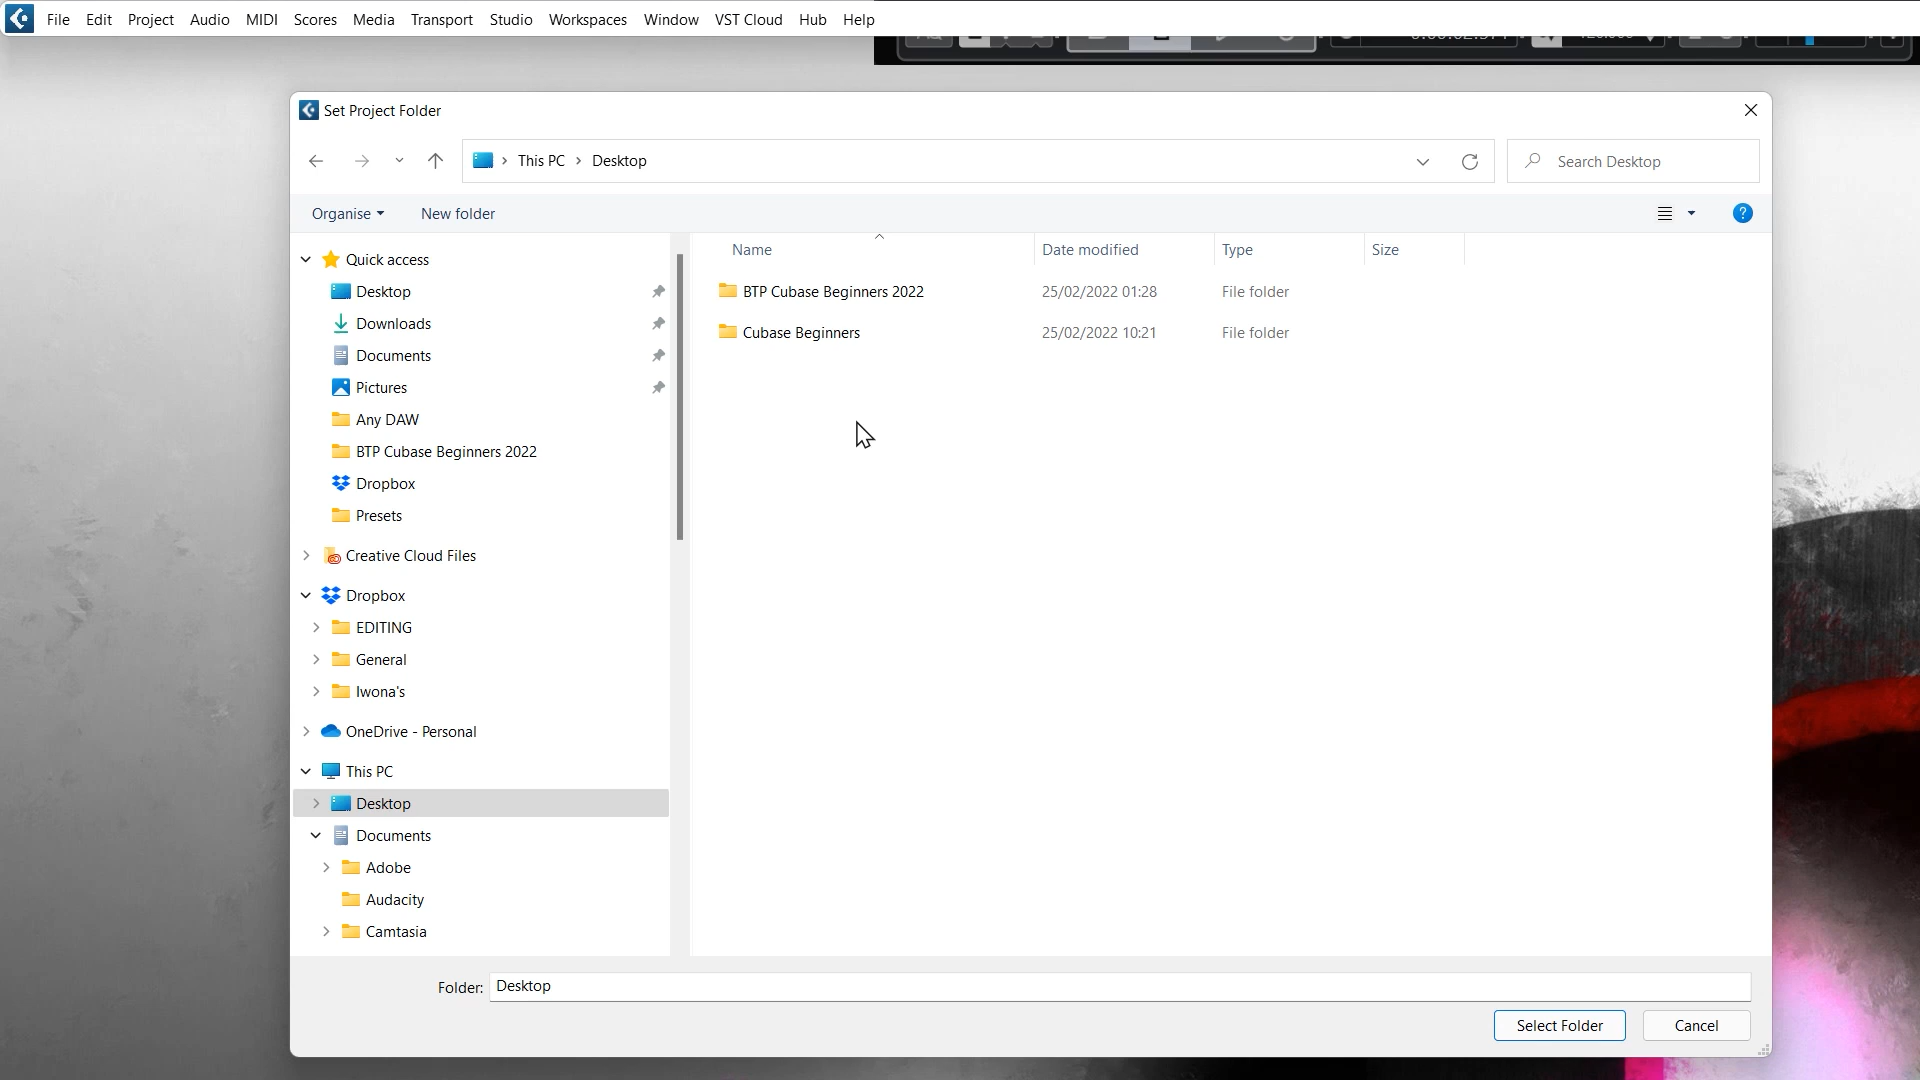 File Edit Project Audio MIDI Scores Media Transport Studio Workspaces Window VST Cloud Hub Help
Set Project Folder
This PC Desktop
Search Desktop
Organise New folder
Name Date modified Type Size
Quick access
Desktop
Downloads
Documents
Pictures
Any DAW
BTP Cubase Beginners 2022
Dropbox
Presets
Creative Cloud Files
Dropbox
EDITING
General
Iwona's
OneDrive - Personal
This PC
Desktop
Documents
Adobe
Audacity
Camtasia
BTP Cubase Beginners 2022 25/02/2022 01:28 File folder
Cubase Beginners 25/02/2022 10:21 File folder
Folder: Desktop
Select Folder Cancel